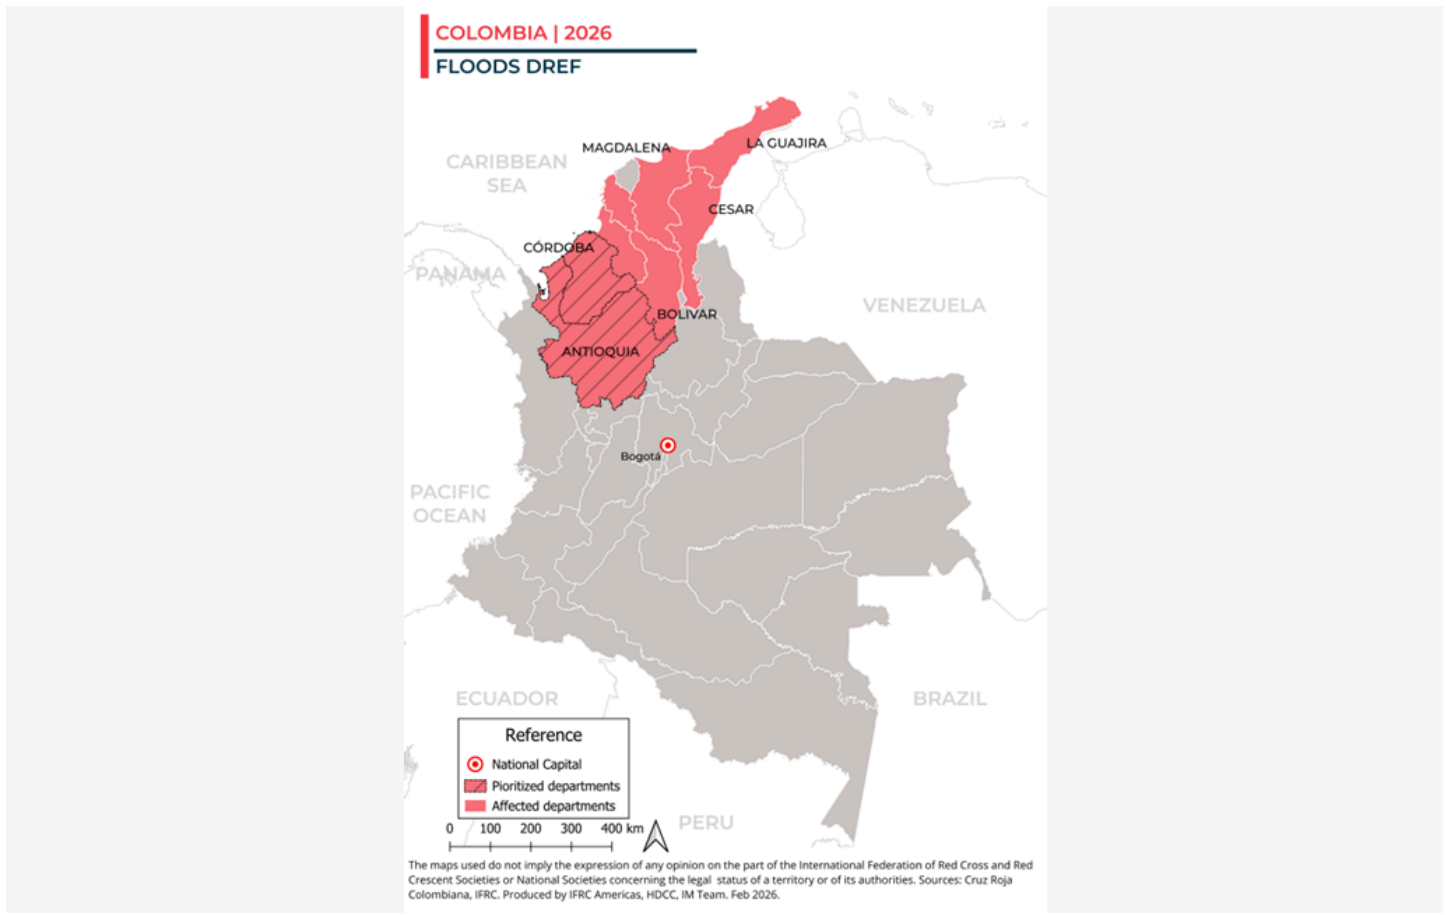 COLOMBIA | 2026
FLOODS DREF
MAGDALENA
LA GUAJIRA
CARIBBEAN
SEA
CESAR
CÓRDOBA
PANAMA
VENEZUELA
BOLIVAR
ANTIOQUIA
Bogotá
PACIFIC
OCEAN
ECUADOR
BRAZIL
Reference
National Capital
Pioritized departments
Affected departments
0 100 200 300 400 km
PERU
The maps used do not imply the expression of any opinion on the part of the International Federation of Red Cross and Red
Crescent Societies or National Societies concerning the legal status of a territory or of its authorities. Sources: Cruz Roja
Colombiana, IFRC. Produced by IFRC Americas, HDCC, IM Team. Feb 2026.